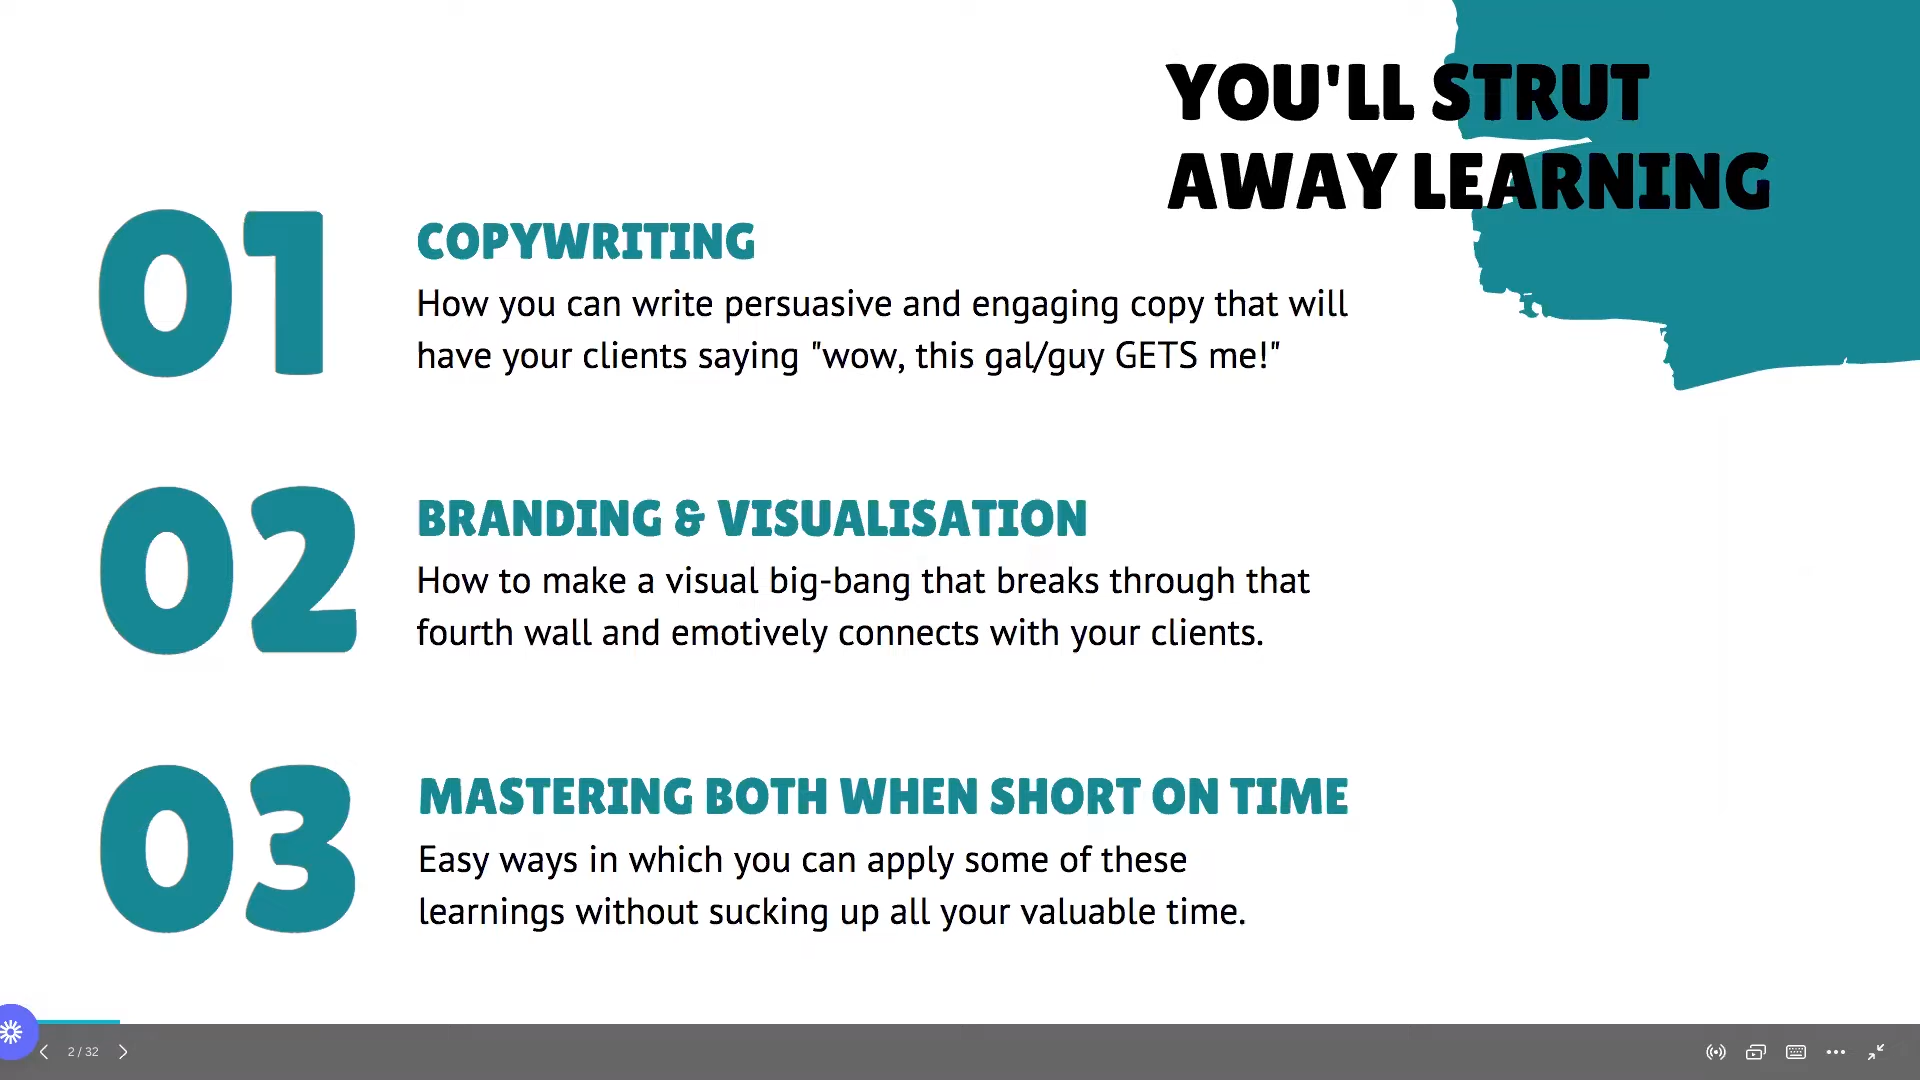 YOU'LL STRUT
AWAY LEARNING
01
COPYWRITING
How you can write persuasive and engaging copy that will
have your clients saying "wow, this gal/guy GETS me!"
02
BRANDING & VISUALISATION
How to make a visual big-bang that breaks through that
fourth wall and emotively connects with your clients.
03
MASTERING BOTH WHEN SHORT ON TIME
Easy ways in which you can apply some of these
learnings without sucking up all your valuable time.
2 / 32